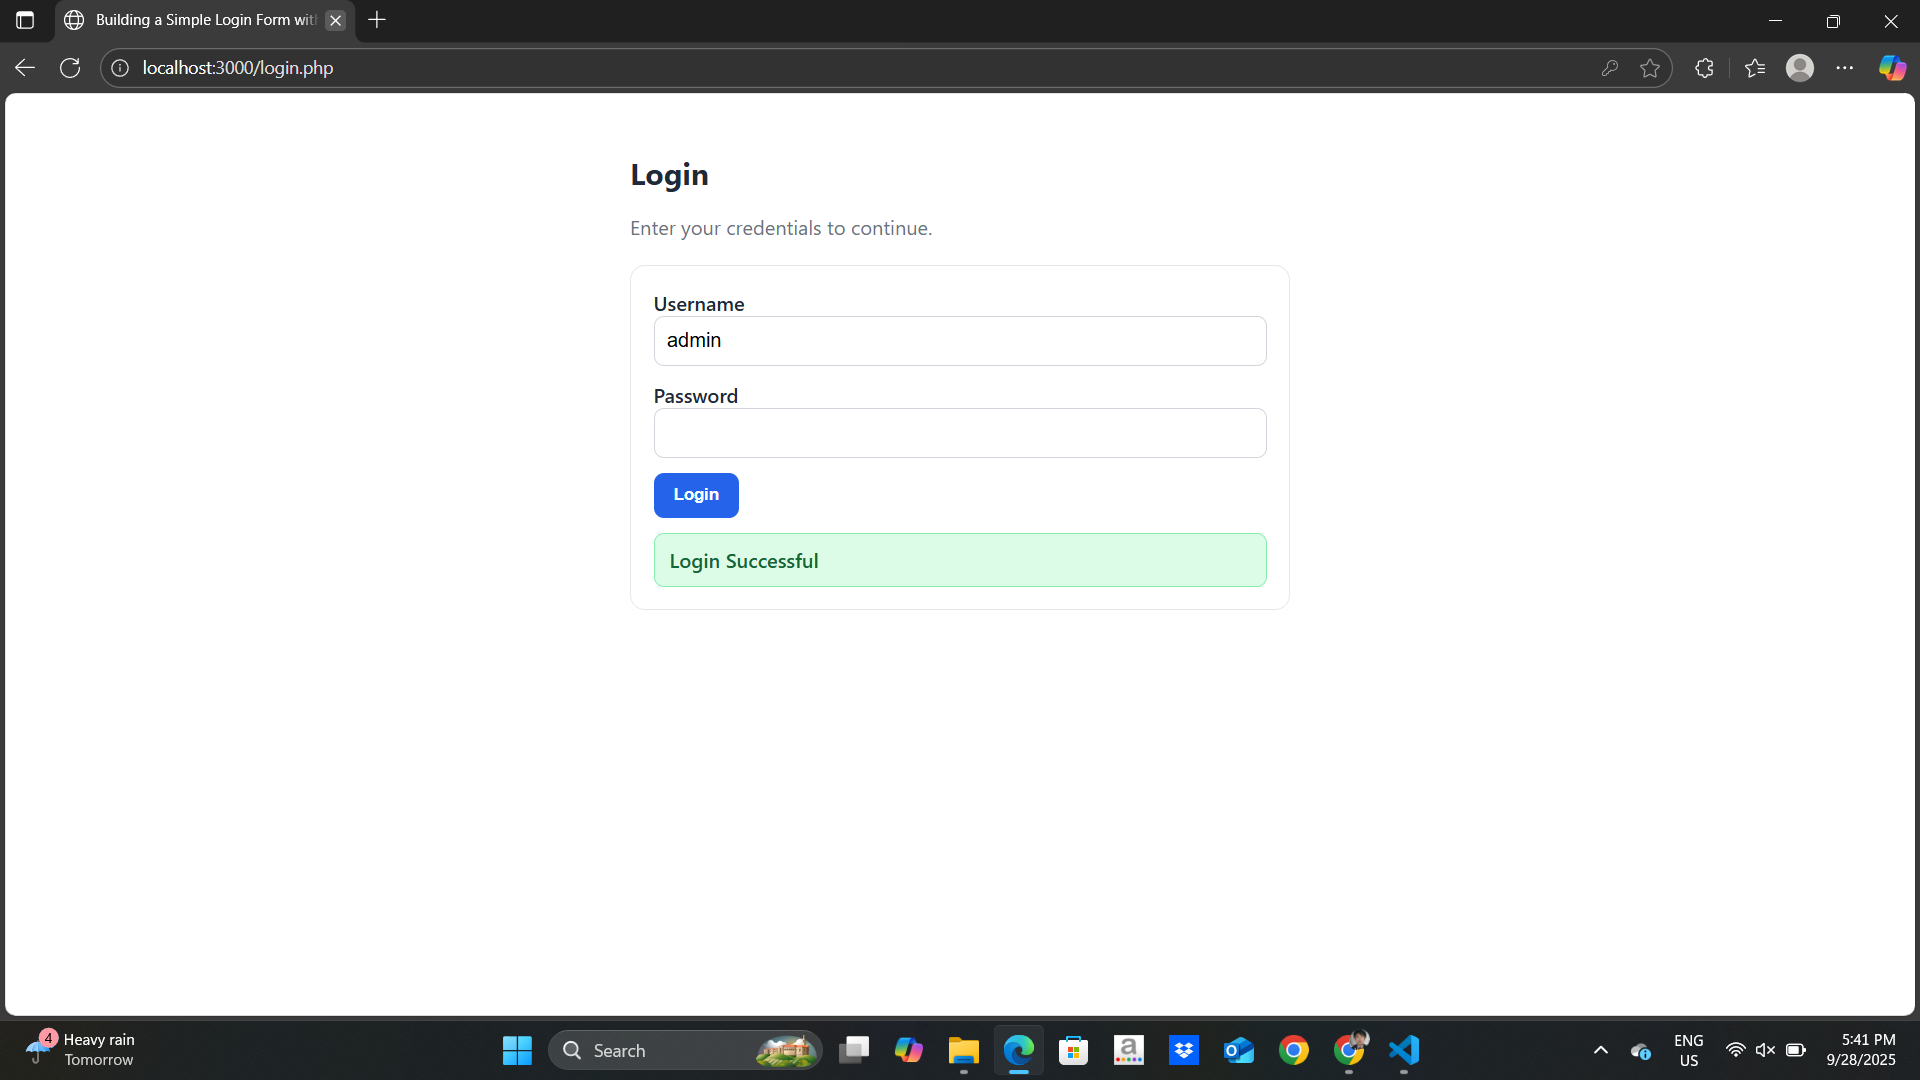 Building a Simple Login Form wit
localhost:3000/login.php
Login
Enter your credentials to continue.
Username
admin
Password
Login
Login Successful
4
Heavy rain
Tomorrow
Search
a
ENG
US
5:41 PM
9/28/2025